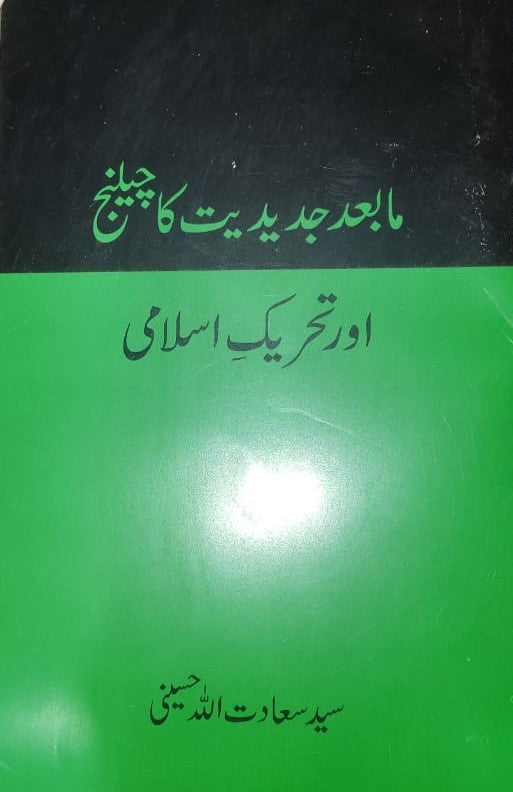 مابعد جدیدیت کا چیلنج
اور تحریکِ اسلامی
سید سعادت اللہ حسینی